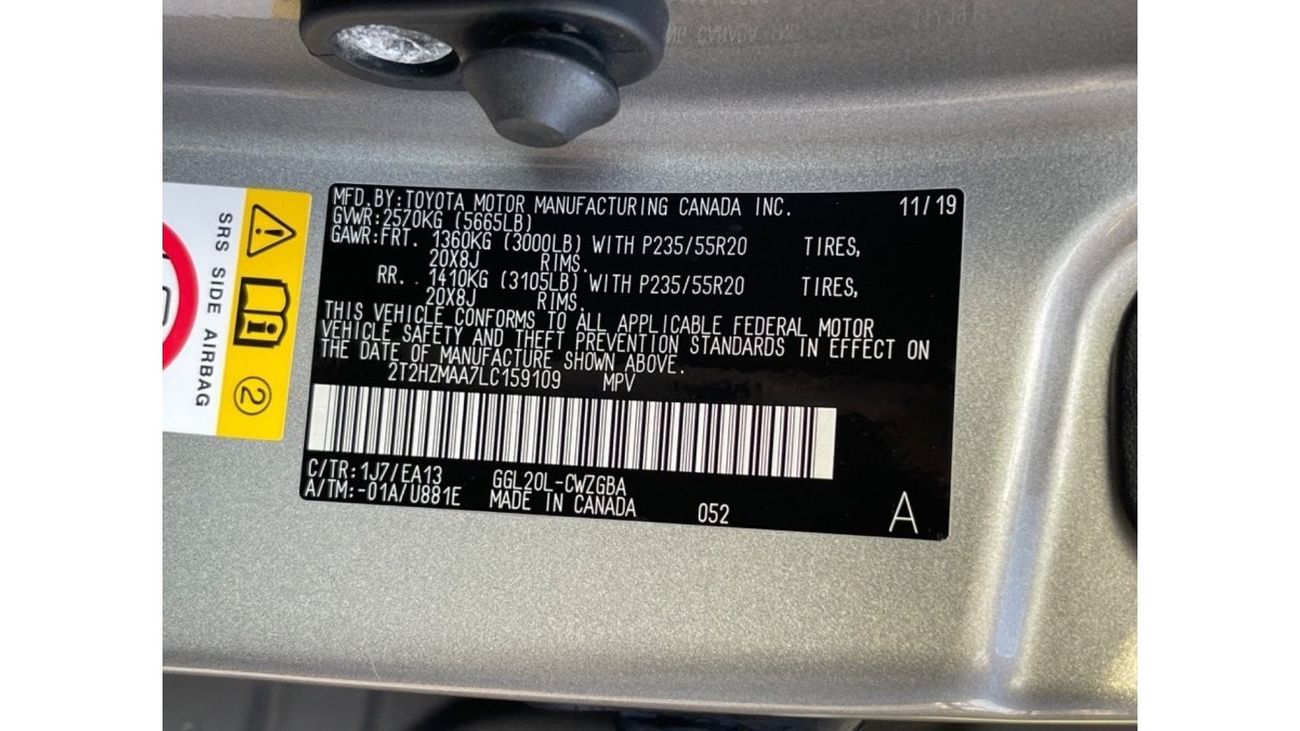 MFD. BY: TOYOTA MOTOR MANUFACTURING CANADA INC. 11/19
GVWR: 2570KG (5665LB)
GAWR: FRT. 1360KG (3000LB) WITH P235/55R20 TIRES,
20X8J RIMS.
RR. 1410KG (3105LB) WITH P235/55R20 TIRES,
20X8J RIMS.
THIS VEHICLE CONFORMS TO ALL APPLICABLE FEDERAL MOTOR
VEHICLE SAFETY AND THEFT PREVENTION STANDARDS IN EFFECT ON
THE DATE OF MANUFACTURE SHOWN ABOVE.
2T2HZMAA7LC159109 MPV
C/TR: 1J7/EA13 GGL20L-CWZGBA
A/TM: -01A/U881E MADE IN CANADA 052 A
SRS SIDE AIRBAG
2